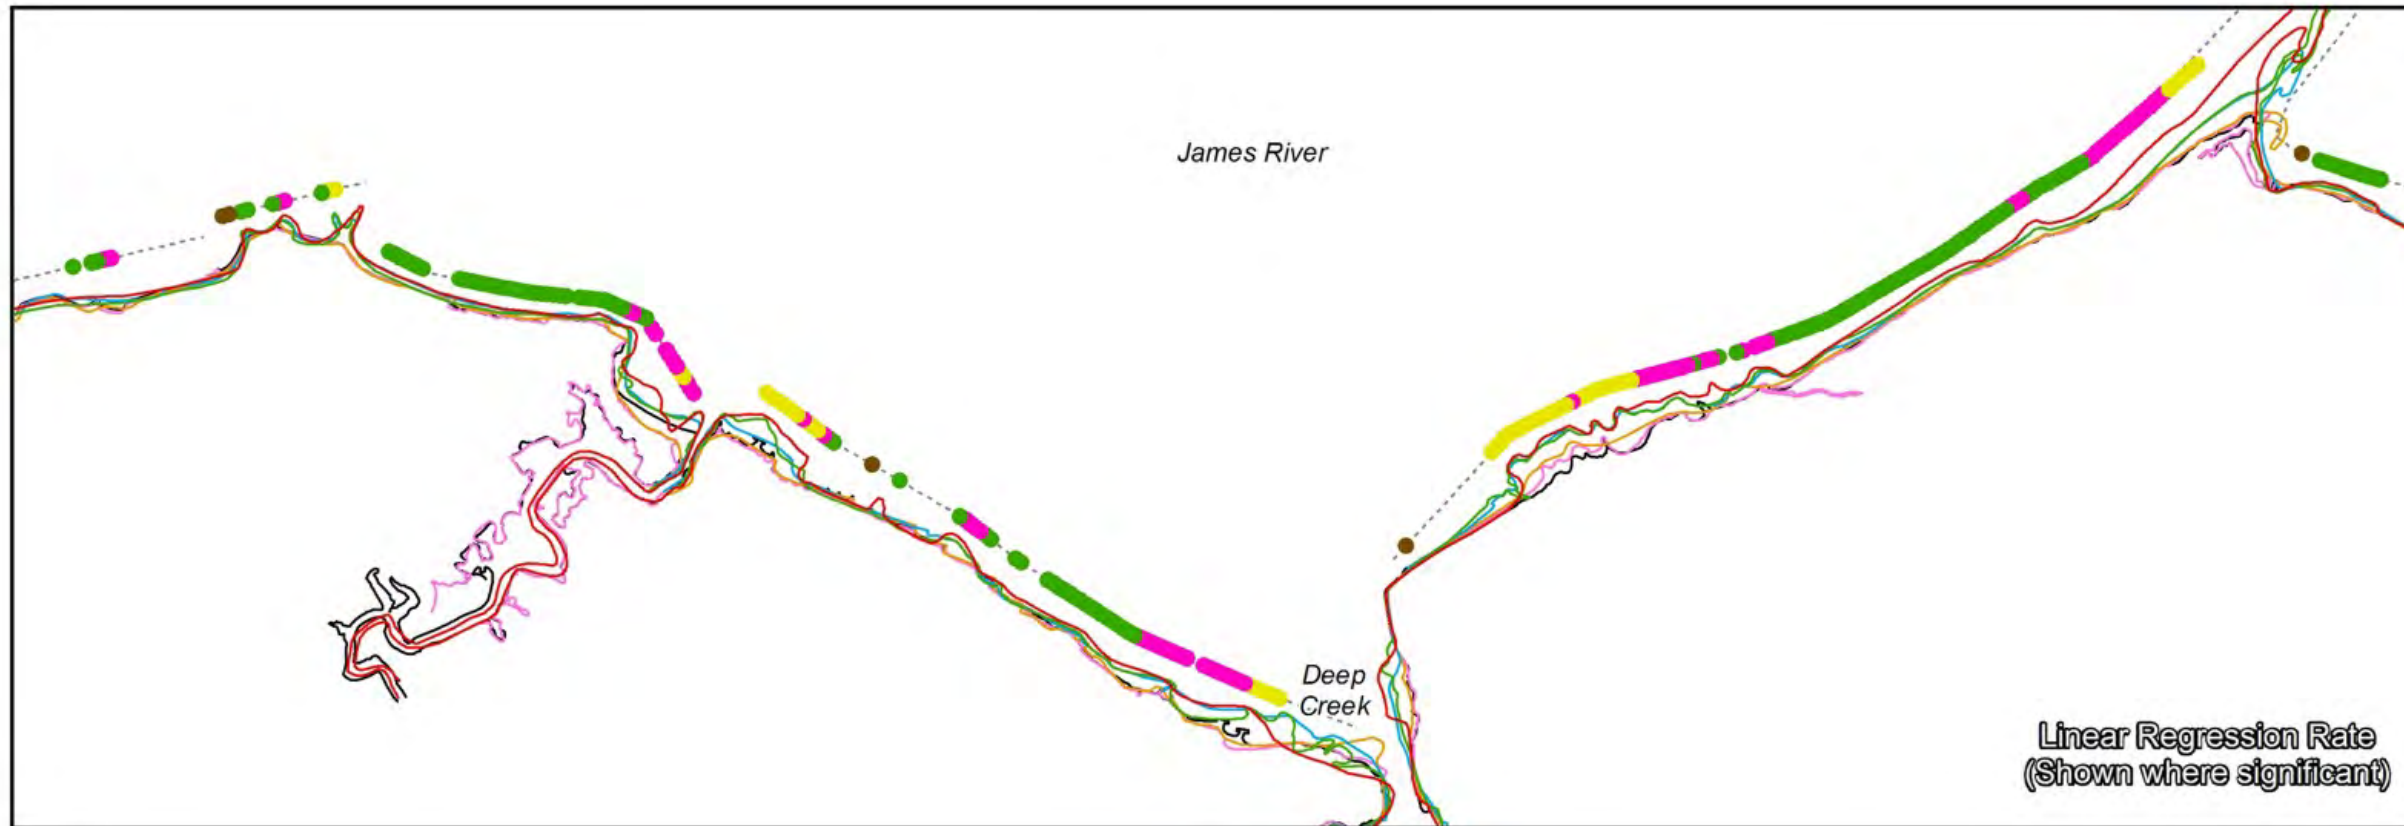 James River
Deep
Creek
Linear Regression Rate
(Shown where significant)